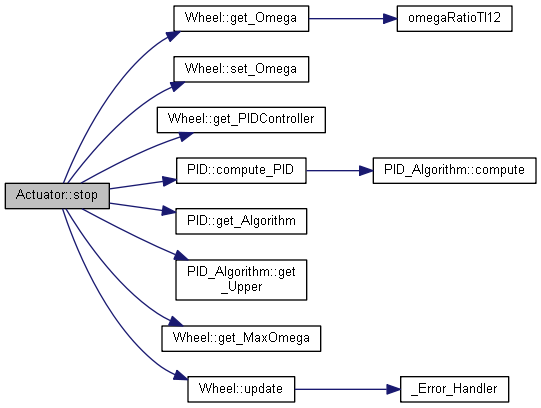 Wheel::get_Omega
omegaRatioTI12
Wheel::set_Omega
Wheel::get_PIDController
PID::compute_PID
PID_Algorithm::compute
Actuator::stop
PID::get_Algorithm
PID_Algorithm::get
_Upper
Wheel::get_MaxOmega
Wheel::update
_Error_Handler